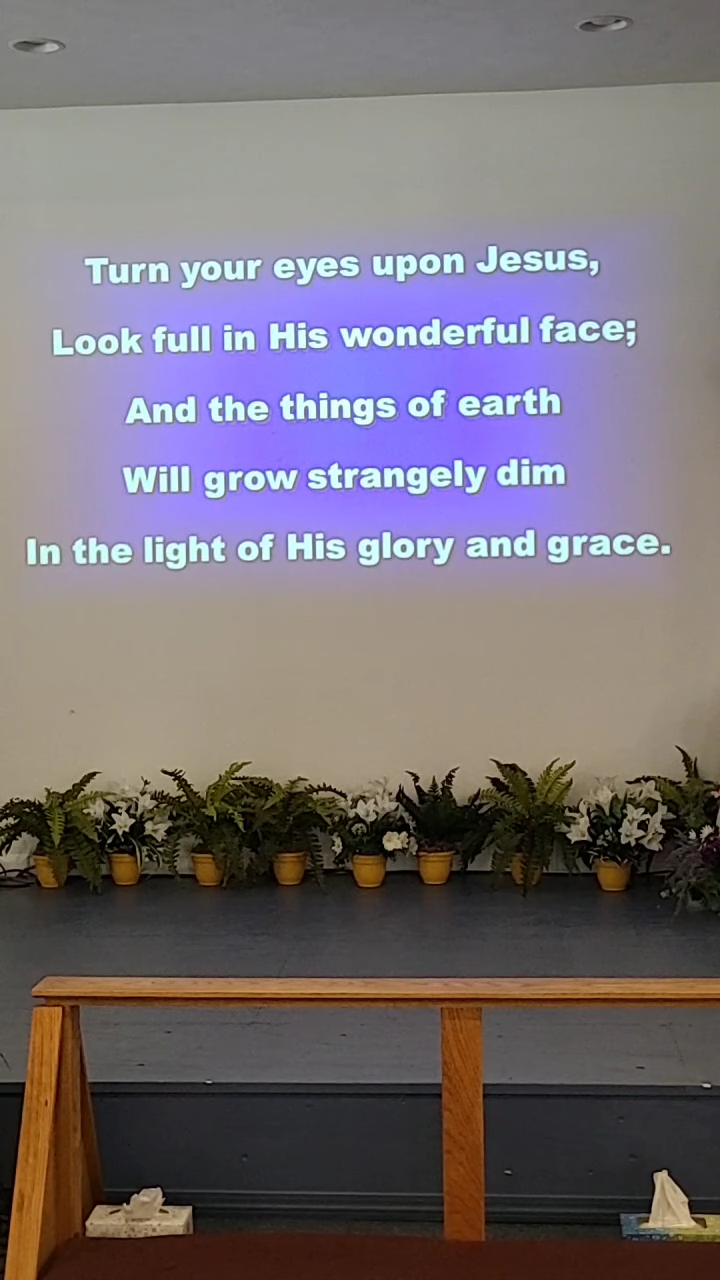 Turn your eyes upon Jesus,
Look full in His wonderful face;
And the things of earth
Will grow strangely dim
In the light of His glory and grace.